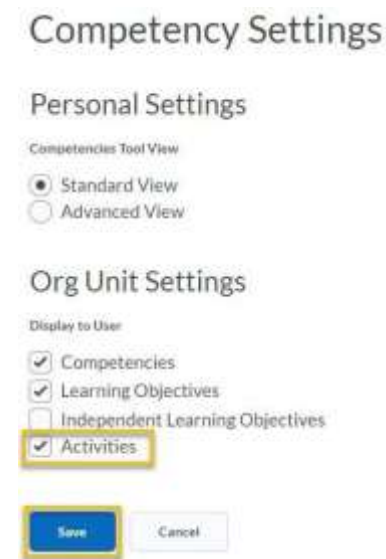 Competency Settings
Personal Settings
Competencies Tool View
Standard View
Advanced View
Org Unit Settings
Display to User
Competencies
Learning Objectives
Independent Learning Objectives
Activities
Save Cancel